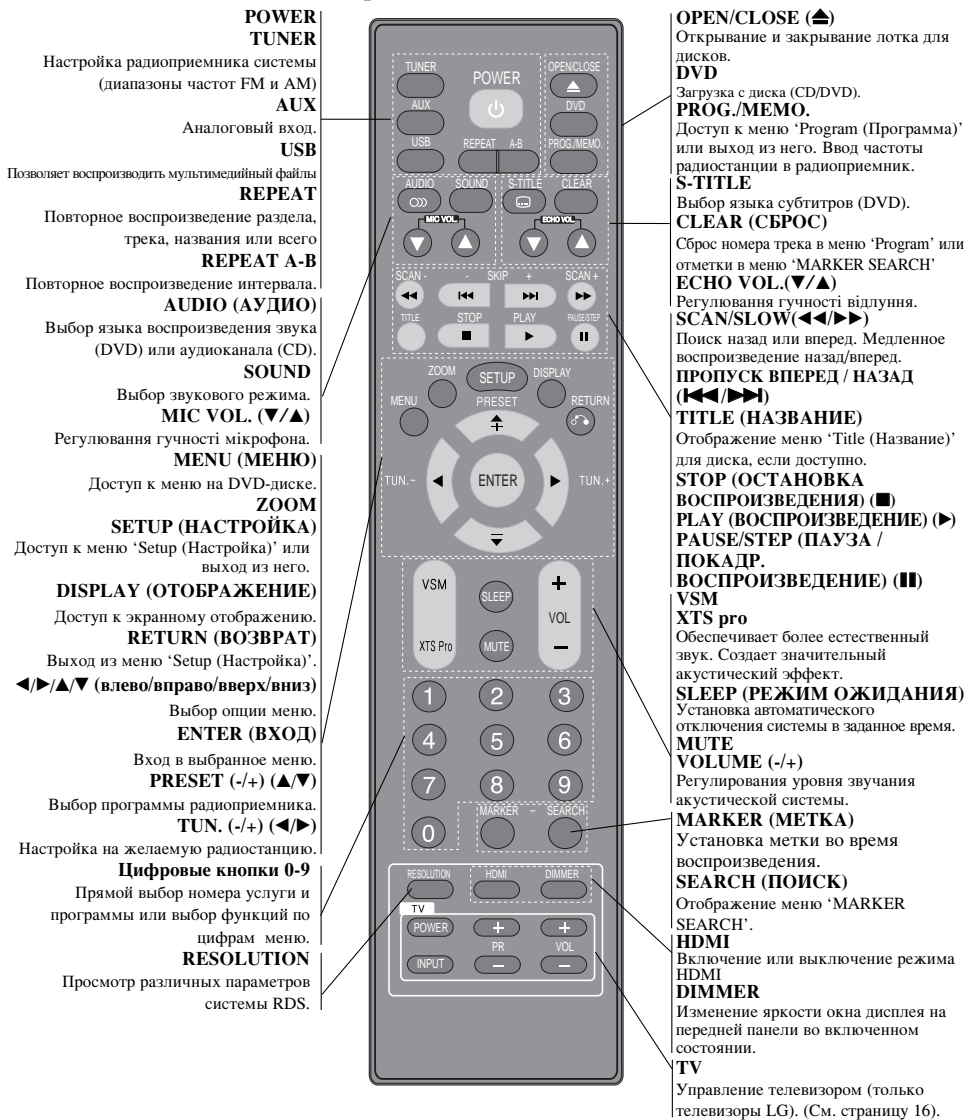 POWER
TUNER
Настройка радиоприемника системы
(диапазоны частот FM и AM)
AUX
Аналоговый вход.
USB
Позволяет воспроизводить мультимедийный файлы
REPEAT
Повторное воспроизведение раздела,
трека, названия или всего
REPEAT A-B
Повторное воспроизведение интервала.
AUDIO (АУДИО)
Выбор языка воспроизведения звука
(DVD) или аудиоканала (CD).
SOUND
Выбор звукового режима.
MIC VOL. (▼/▲)
Регулювання гучності мікрофона.
MENU (МЕНЮ)
Доступ к меню на DVD-диске.
ZOOM
SETUP (НАСТРОЙКА)
Доступ к меню ‘Setup (Настройка)’ или
выход из него.
DISPLAY (ОТОБРАЖЕНИЕ)
Доступ к экранному отображению.
RETURN (ВОЗВРАТ)
Выход из меню ‘Setup (Настройка)’.
◀/▶/▲/▼ (влево/вправо/вверх/вниз)
Выбор опции меню.
ENTER (ВХОД)
Вход в выбранное меню.
PRESET (-/+) (▲/▼)
Выбор программы радиоприемника.
TUN. (-/+) (◀/▶)
Настройка на желаемую радиостанцию.
Цифровые кнопки 0-9
Прямой выбор номера услуги и
программы или выбор функций по
цифрам меню.
RESOLUTION
Просмотр различных параметров
системы RDS.
TUNER POWER OPEN/CLOSE
AUX DVD
USB REPEAT A-B PROG./MEMO.
AUDIO SOUND S-TITLE CLEAR
MIC VOL. ECHO VOL.
SCAN - - SKIP + SCAN +
TITLE STOP PLAY PAUSE/STEP
ZOOM SETUP DISPLAY
MENU PRESET RETURN
TUN.- ENTER TUN.+
VSM SLEEP + VOL
XTS Pro MUTE −
1 2 3
4 5 6
7 8 9
0 MARKER – SEARCH
RESOLUTION HDMI DIMMER
TV
POWER + +
PR VOL
INPUT − −
OPEN/CLOSE (⏏)
Открывание и закрывание лотка для
дисков.
DVD
Загрузка с диска (CD/DVD).
PROG./MEMO.
Доступ к меню ‘Program (Программа)’
или выход из него. Ввод частоты
радиостанции в радиоприемник.
S-TITLE
Выбор языка субтитров (DVD).
CLEAR (СБРОС)
Сброс номера трека в меню ‘Program’ или
отметки в меню ‘MARKER SEARCH’
ECHO VOL.(▼/▲)
Регулювання гучності відлуння.
SCAN/SLOW(◀◀/▶▶)
Поиск назад или вперед. Медленное
воспроизведение назад/вперед.
ПРОПУСК ВПЕРЕД / НАЗАД
(⏮/⏭)
TITLE (НАЗВАНИЕ)
Отображение меню ‘Title (Название)’
для диска, если доступно.
STOP (ОСТАНОВКА
ВОСПРОИЗВЕДЕНИЯ) (■)
PLAY (ВОСПРОИЗВЕДЕНИЕ) (▶)
PAUSE/STEP (ПАУЗА /
ПОКАДР.
ВОСПРОИЗВЕДЕНИЕ) (❚❚)
VSM
XTS pro
Обеспечивает более естественный
звук. Создает значительный
акустический эффект.
SLEEP (РЕЖИМ ОЖИДАНИЯ)
Установка автоматического
отключения системы в заданное время.
MUTE
VOLUME (-/+)
Регулирования уровня звучания
акустической системы.
MARKER (МЕТКА)
Установка метки во время
воспроизведения.
SEARCH (ПОИСК)
Отображение меню ‘MARKER
SEARCH’.
HDMI
Включение или выключение режима
HDMI
DIMMER
Изменение яркости окна дисплея на
передней панели во включенном
состоянии.
TV
Управление телевизором (только
телевизоры LG). (См. страницу 16).